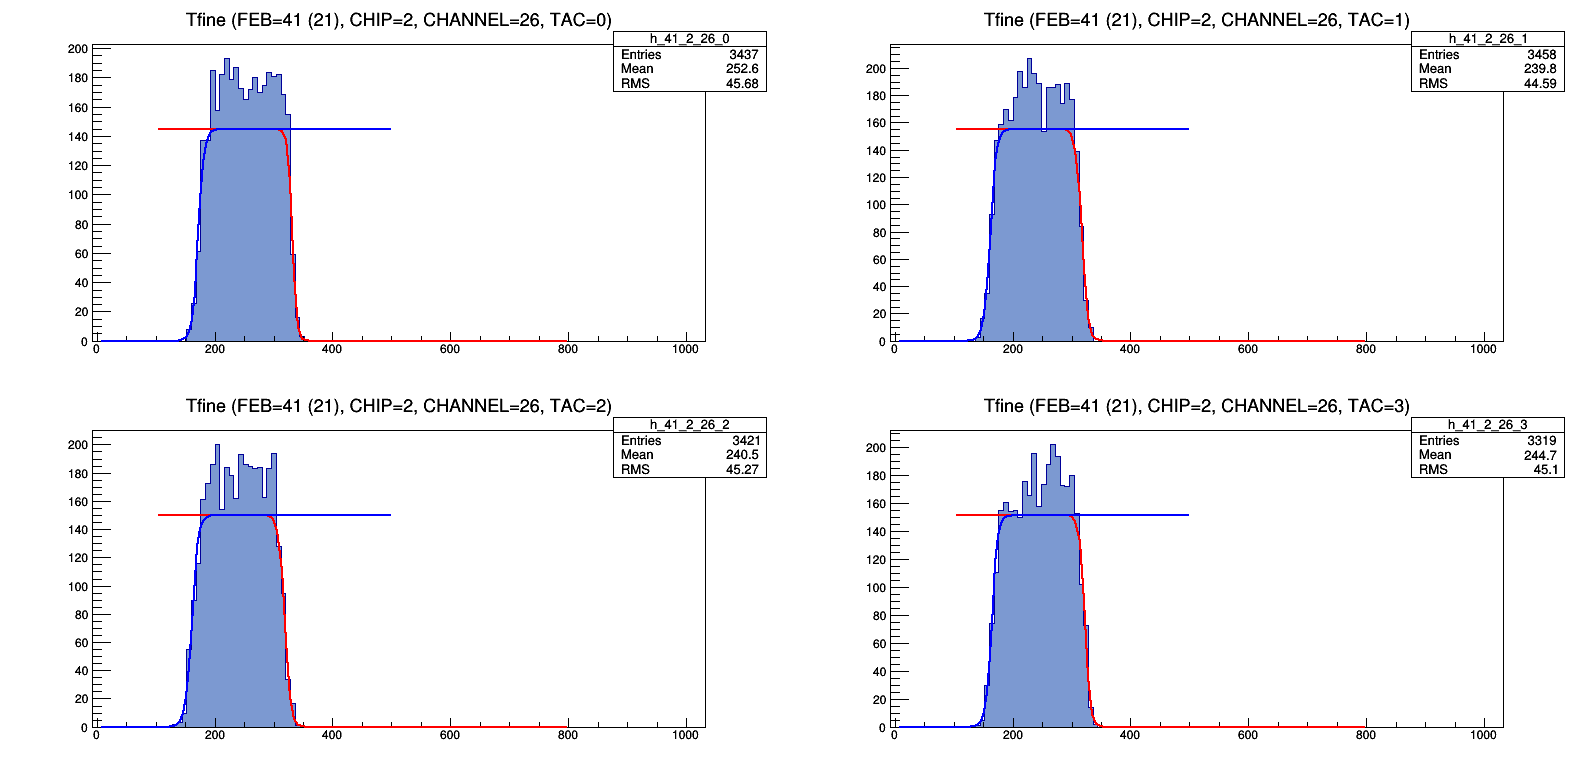 Tfine (FEB=41 (21), CHIP=2, CHANNEL=26, TAC=0)
h_41_2_26_0
Entries 3437
Mean 252.6
RMS 45.68
200
180
160
140
120
100
80
60
40
20
0
0 200 400 600 800 1000
Tfine (FEB=41 (21), CHIP=2, CHANNEL=26, TAC=1)
h_41_2_26_1
Entries 3458
Mean 239.8
RMS 44.59
200
180
160
140
120
100
80
60
40
20
0
0 200 400 600 800 1000
Tfine (FEB=41 (21), CHIP=2, CHANNEL=26, TAC=2)
h_41_2_26_2
Entries 3421
Mean 240.5
RMS 45.27
200
180
160
140
120
100
80
60
40
20
0
0 200 400 600 800 1000
Tfine (FEB=41 (21), CHIP=2, CHANNEL=26, TAC=3)
h_41_2_26_3
Entries 3319
Mean 244.7
RMS 45.1
200
180
160
140
120
100
80
60
40
20
0
0 200 400 600 800 1000